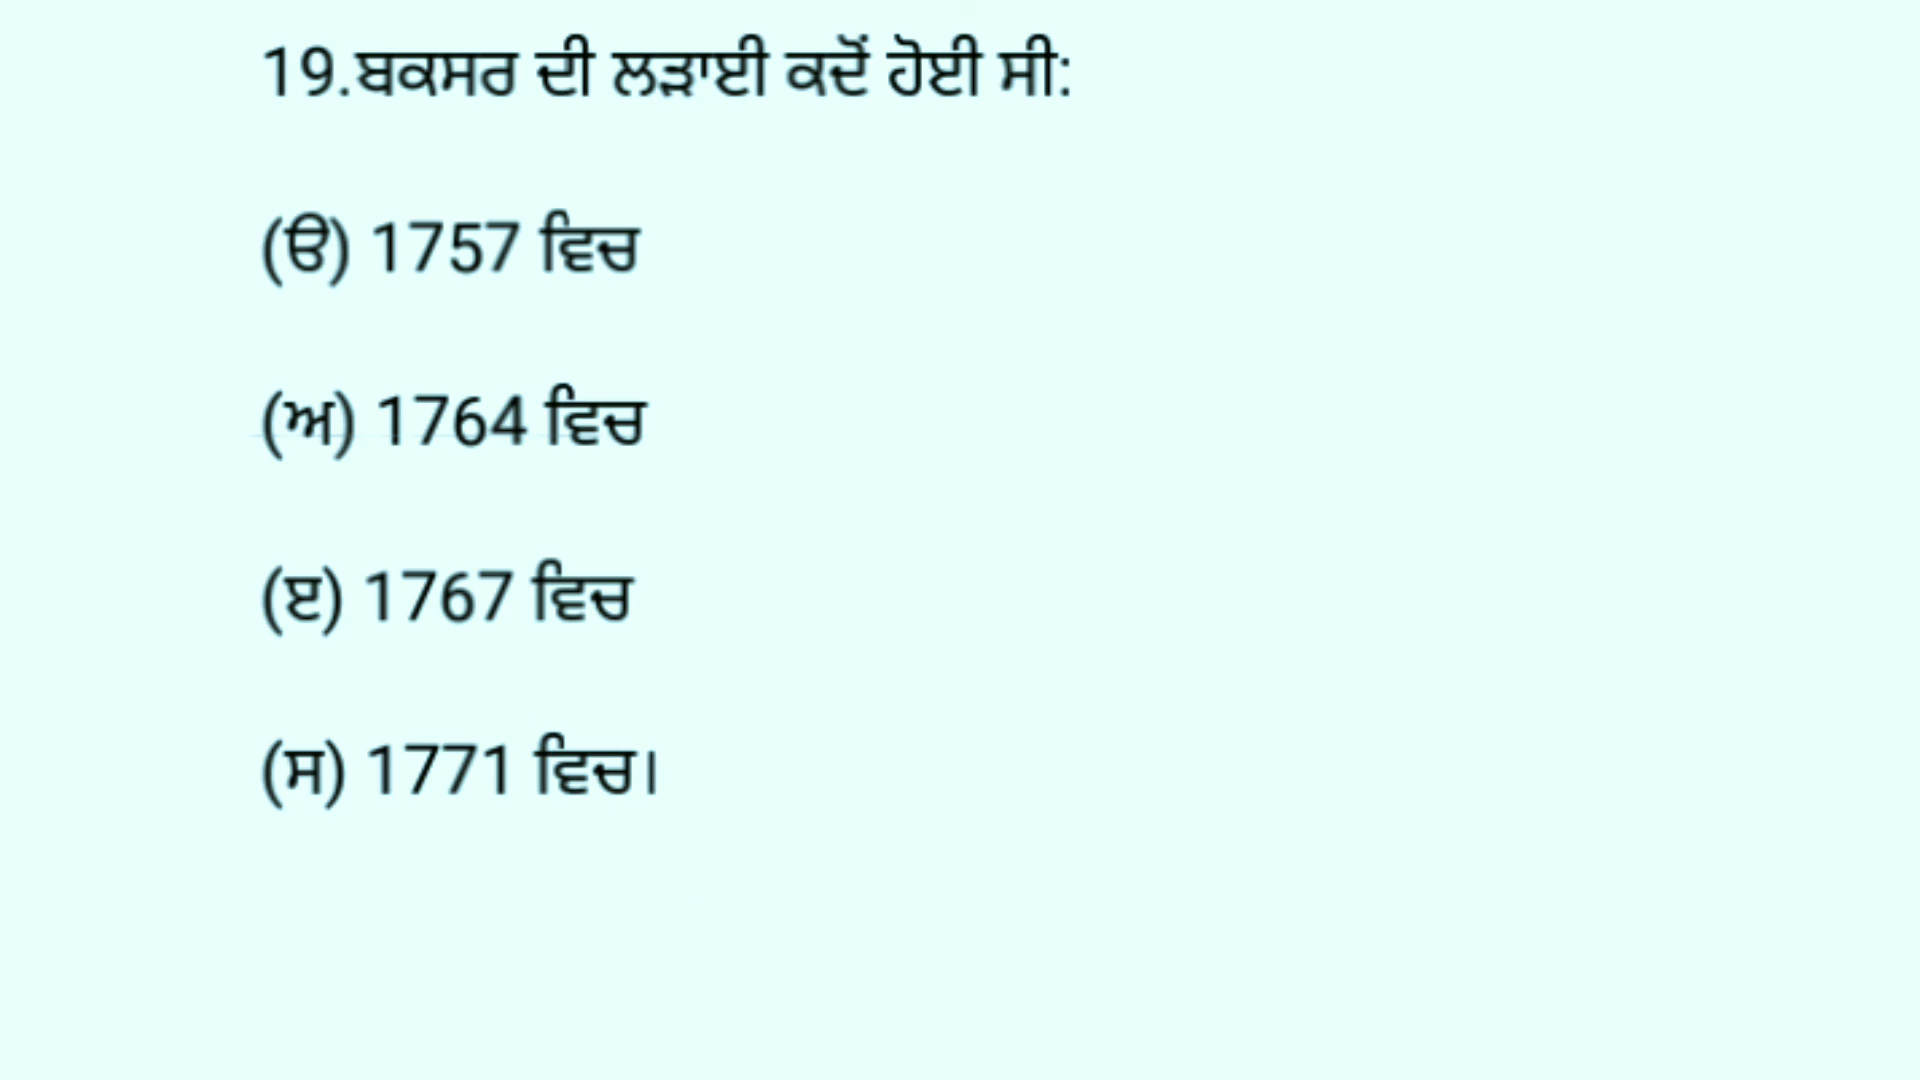 19.ਬਕਸਰ ਦੀ ਲੜਾਈ ਕਦੋਂ ਹੋਈ ਸੀ:
(ੳ) 1757 ਵਿਚ
(ਅ) 1764 ਵਿਚ
(ੲ) 1767 ਵਿਚ
(ਸ) 1771 ਵਿਚ।